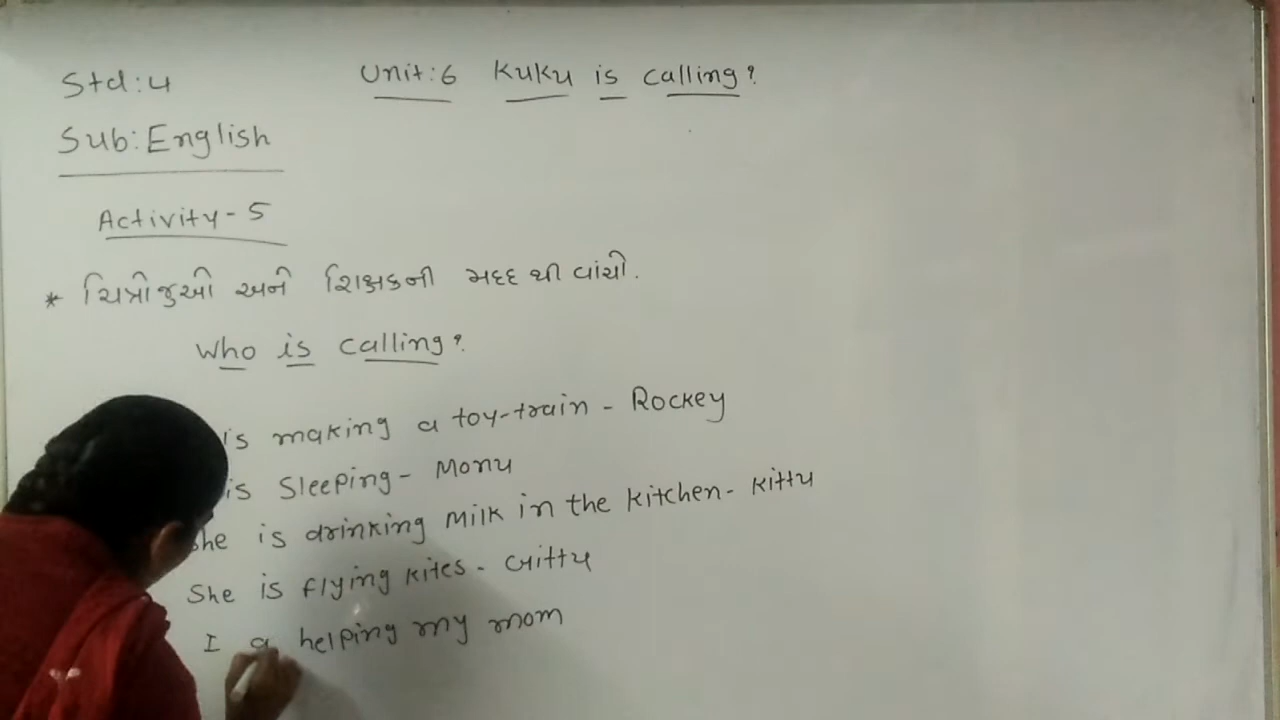 Std:4
Unit:6 Kuku is calling?
Sub:English
Activity-5
* ચિત્રો જુઓ અને શિક્ષકની મદદ થી વાંચો.
Who is calling?
is making a toy-train - Rockey
is Sleeping - Monu
She is drinking Milk in the kitchen - Kittu
She is flying kites - Gittu
I a helping my mom